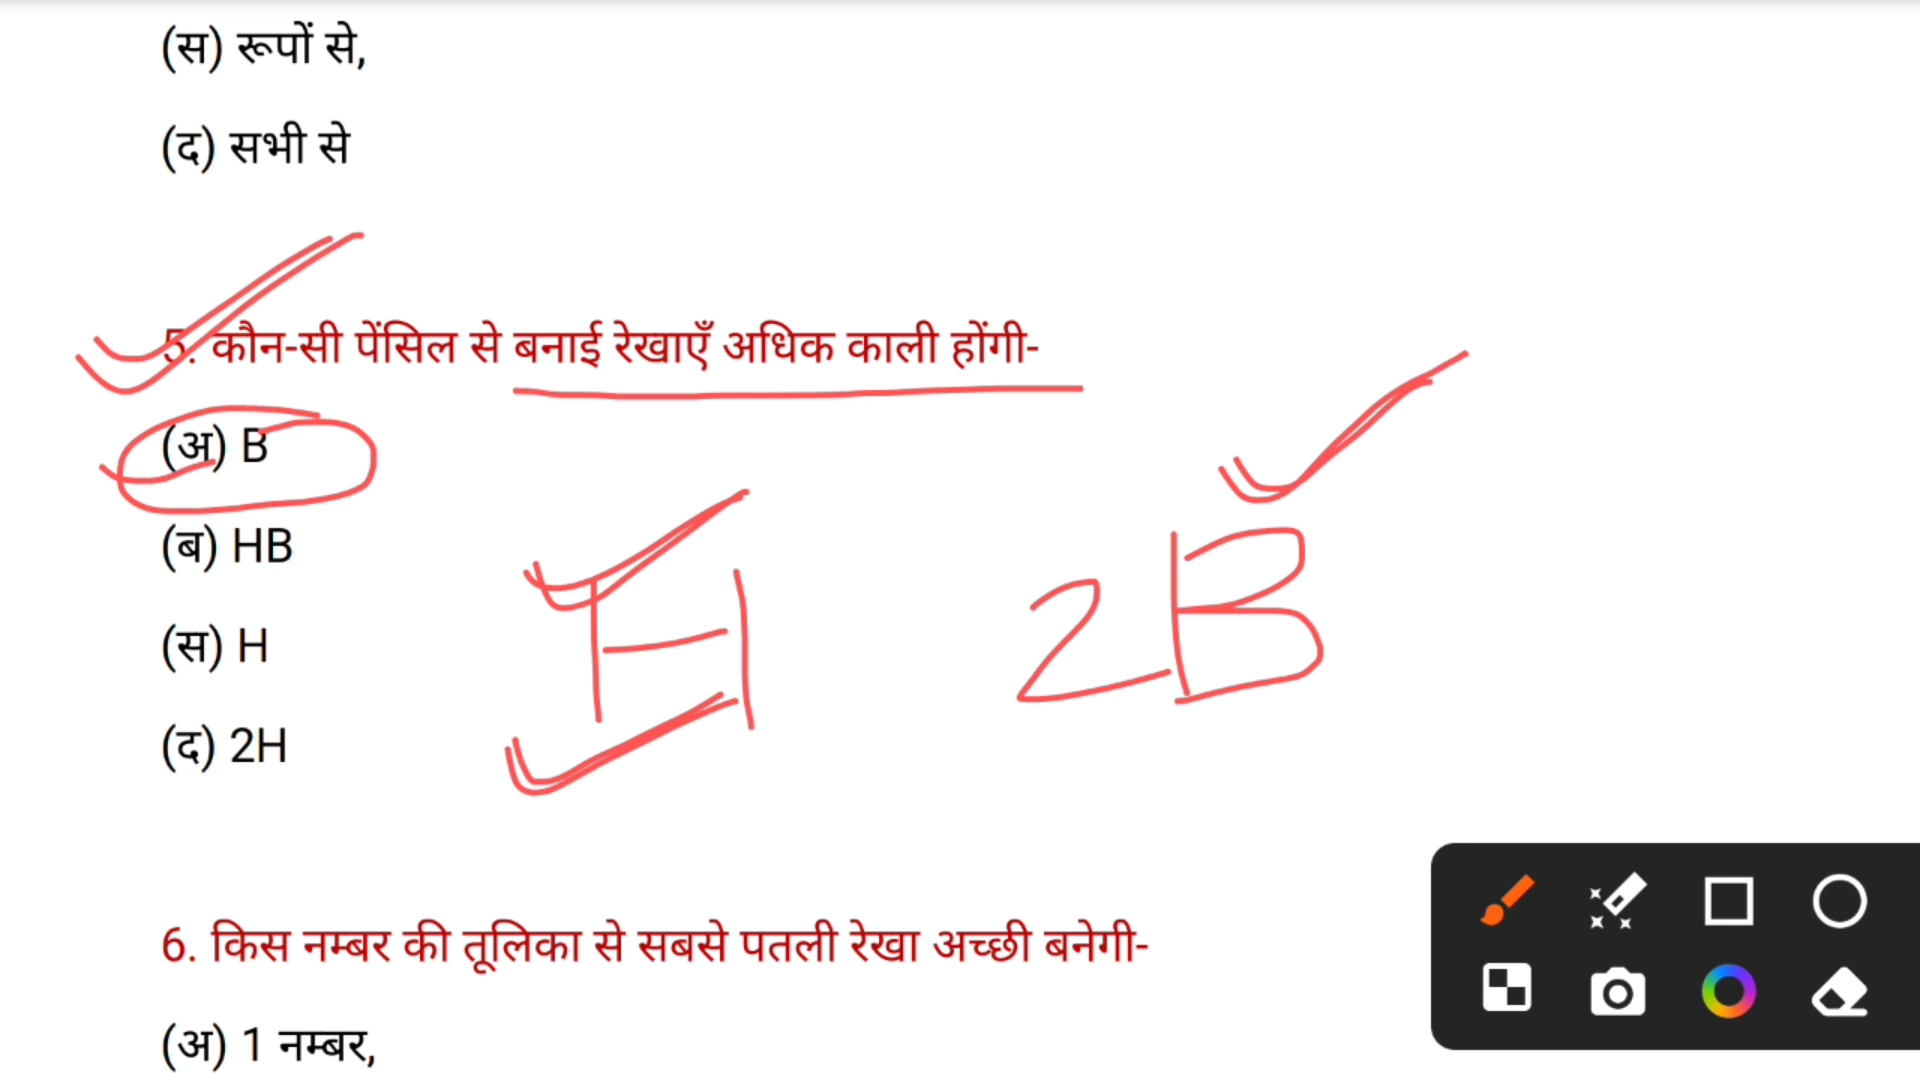 (स) रूपों से,
(द) सभी से
5. कौन-सी पेंसिल से बनाई रेखाएँ अधिक काली होंगी-
(अ) B
(ब) HB
(स) H
(द) 2H
H
2B
6. किस नम्बर की तूलिका से सबसे पतली रेखा अच्छी बनेगी-
(अ) 1 नम्बर,